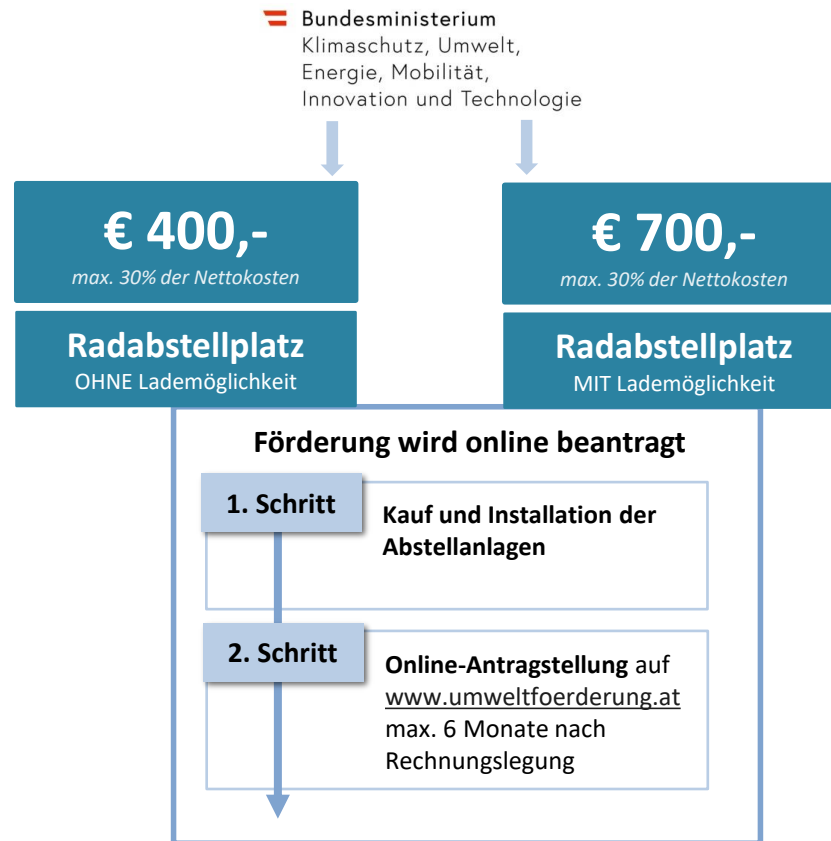 Bundesministerium
Klimaschutz, Umwelt,
Energie, Mobilität,
Innovation und Technologie
€ 400,-
max. 30% der Nettokosten
Radabstellplatz
OHNE Lademöglichkeit
€ 700,-
max. 30% der Nettokosten
Radabstellplatz
MIT Lademöglichkeit
Förderung wird online beantragt
1. Schritt
Kauf und Installation der
Abstellanlagen
2. Schritt
Online-Antragstellung auf
www.umweltfoerderung.at
max. 6 Monate nach
Rechnungslegung